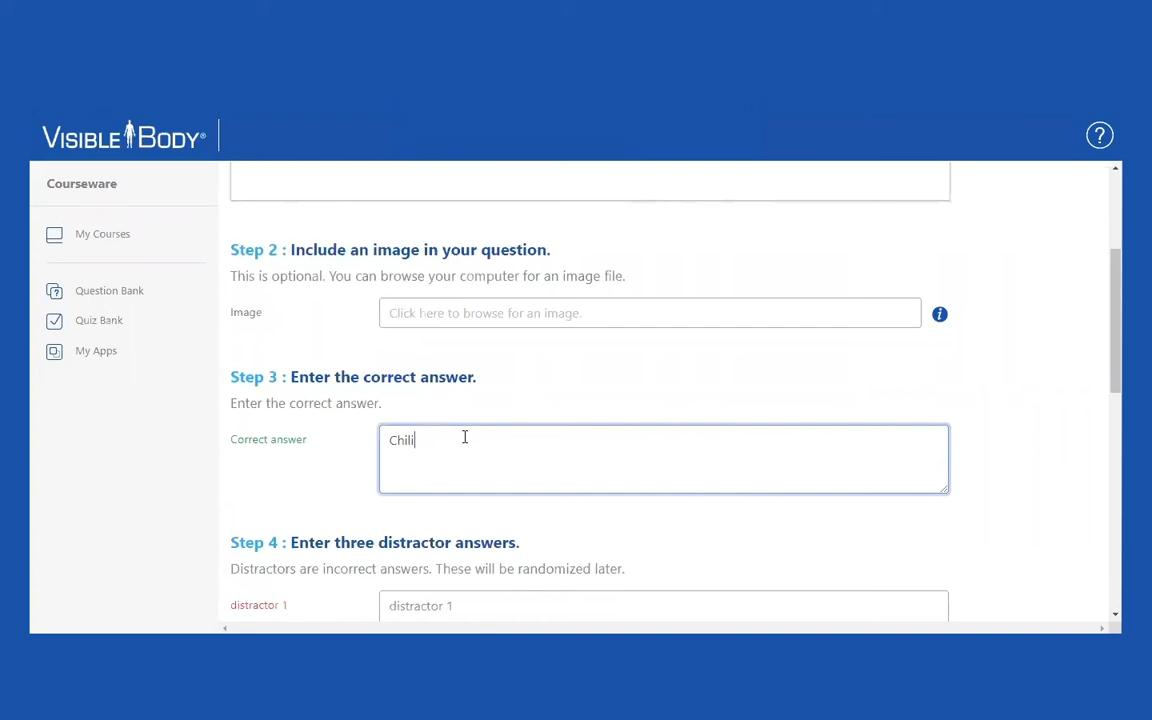 VISIBLE BODY®
?
Courseware
My Courses
Question Bank
Quiz Bank
My Apps
Step 2 : Include an image in your question.
This is optional. You can browse your computer for an image file.
Image
Click here to browse for an image.
i
Step 3 : Enter the correct answer.
Enter the correct answer.
Correct answer
Chili
Step 4 : Enter three distractor answers.
Distractors are incorrect answers. These will be randomized later.
distractor 1
distractor 1